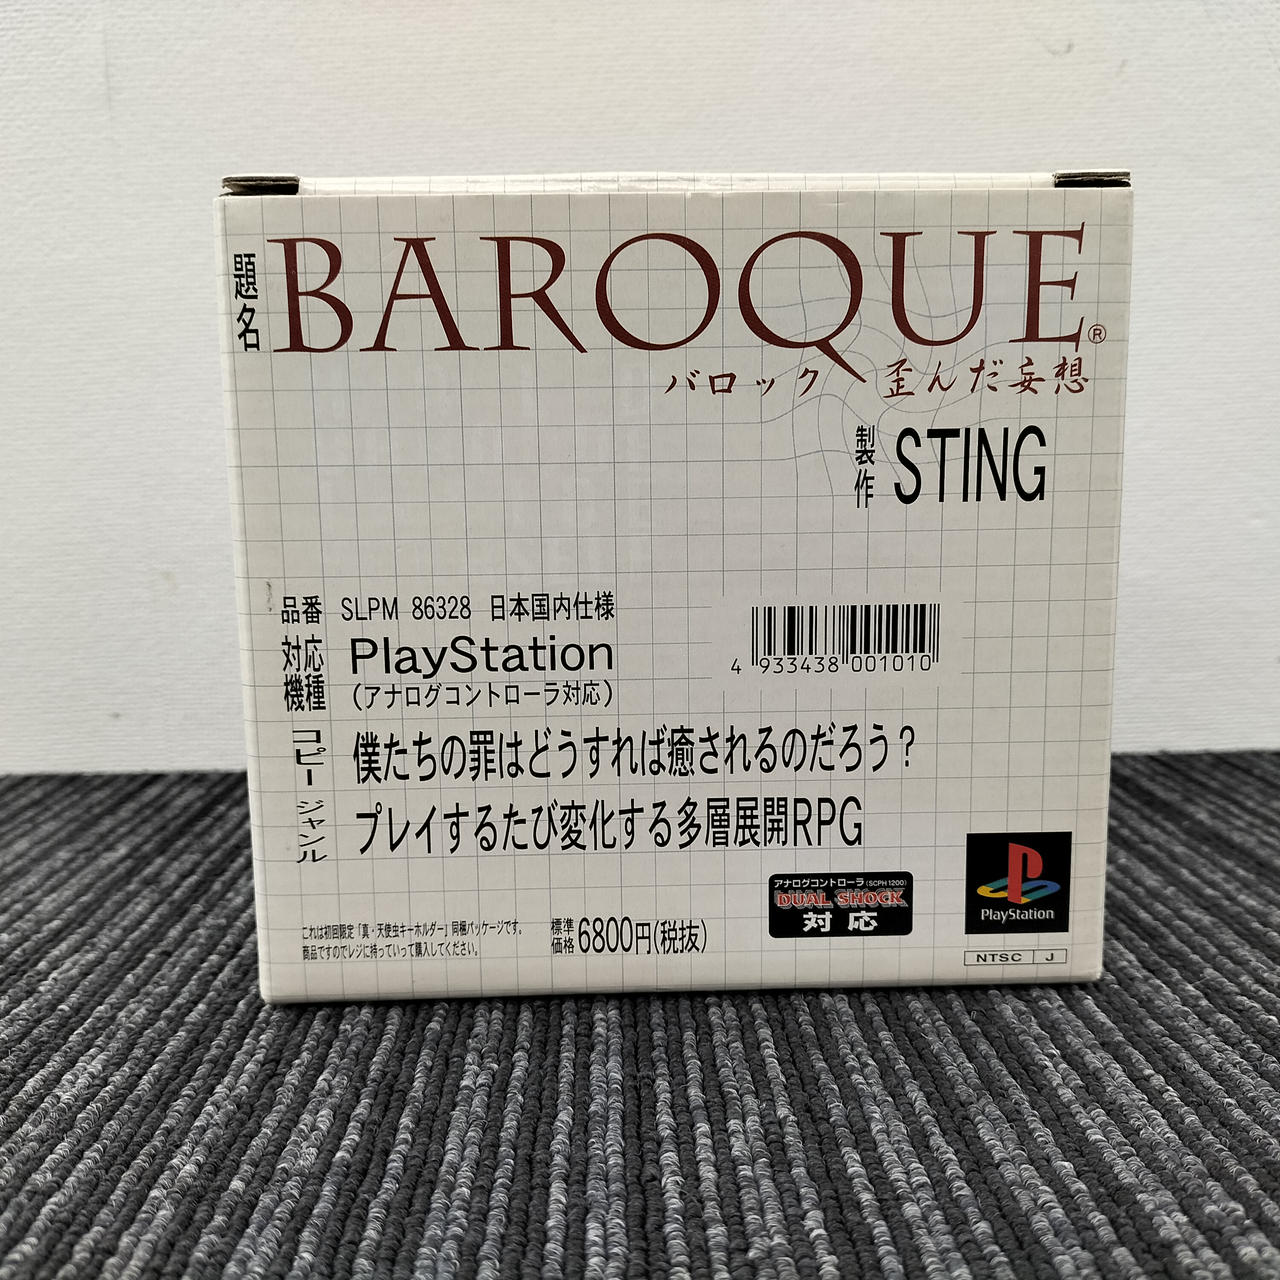 題名
BAROQUE®
バロック 歪んだ妄想
製作 STING
品番 SLPM 86328 日本国内仕様
対応機種 PlayStation
(アナログコントローラ対応)
4 933438 001010
コピー 僕たちの罪はどうすれば癒されるのだろう?
ジャンル プレイするたび変化する多層展開RPG
アナログコントローラ(SCPH1200)
DUAL SHOCK
対応
PlayStation
これは初回限定「真・天使虫キーホルダー」同梱パッケージです。
商品ですのでレジに持っていって購入してください。
標準価格 6800円(税抜)
NTSC J